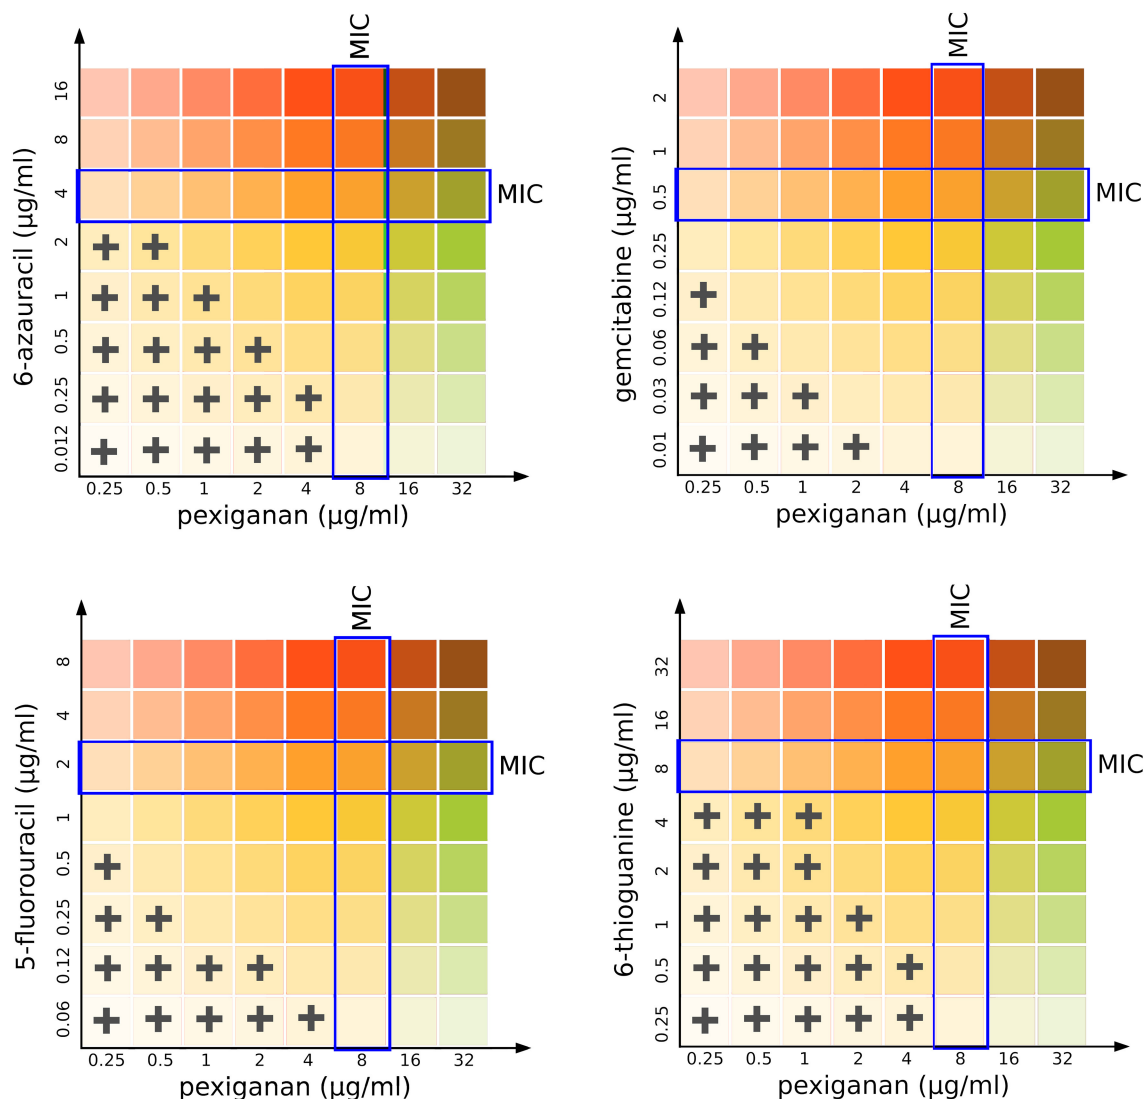 MIC
16
8
4
2
1
0.5
0.25
0.012
6-azauracil (µg/ml)
MIC
0.25 0.5 1 2 4 8 16 32
pexiganan (µg/ml)
MIC
2
1
0.5
0.25
0.12
0.06
0.03
0.01
gemcitabine (µg/ml)
MIC
0.25 0.5 1 2 4 8 16 32
pexiganan (µg/ml)
MIC
8
4
2
1
0.5
0.25
0.12
0.06
5-fluorouracil (µg/ml)
MIC
0.25 0.5 1 2 4 8 16 32
pexiganan (µg/ml)
MIC
32
16
8
4
2
1
0.5
0.25
6-thioguanine (µg/ml)
MIC
0.25 0.5 1 2 4 8 16 32
pexiganan (µg/ml)